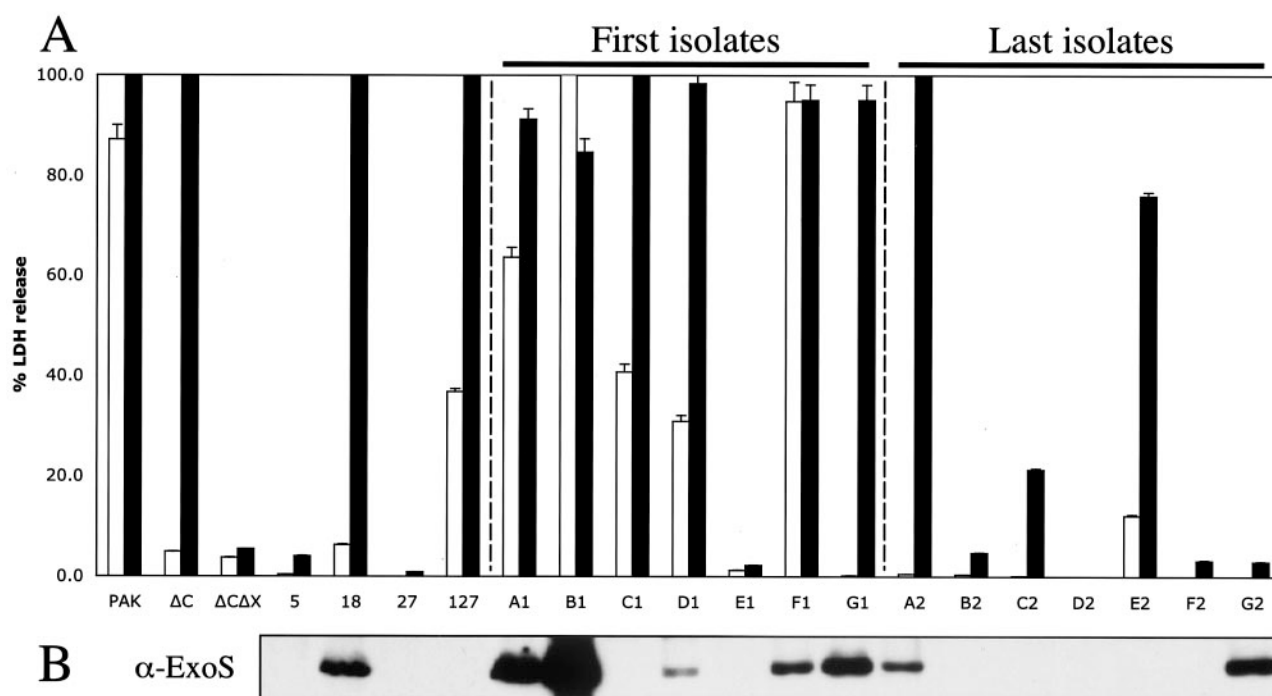 A
First isolates Last isolates
100.0
80.0
60.0
40.0
20.0
0.0
% LDH release
PAK ΔC ΔCΔX 5 18 27 127 A1 B1 C1 D1 E1 F1 G1 A2 B2 C2 D2 E2 F2 G2
B α-ExoS